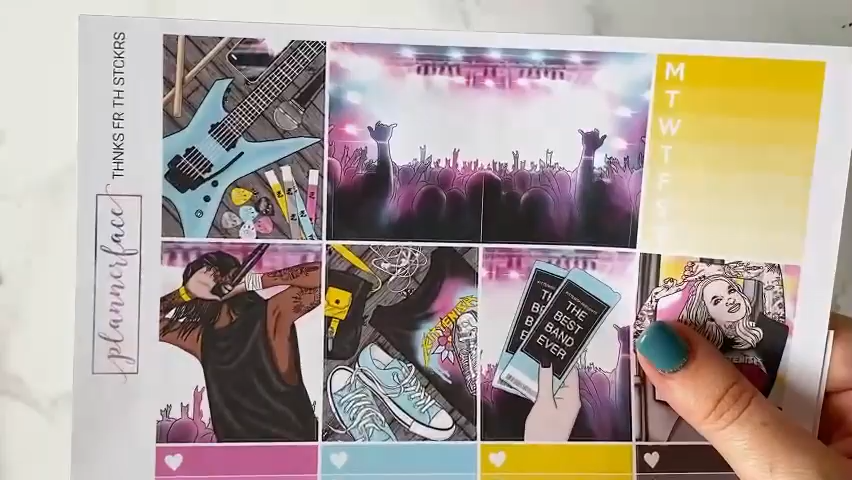 THNKS FR TH STCKRS
plannerface
M
T
W
T
F
S
THE
BEST
BAND
EVER